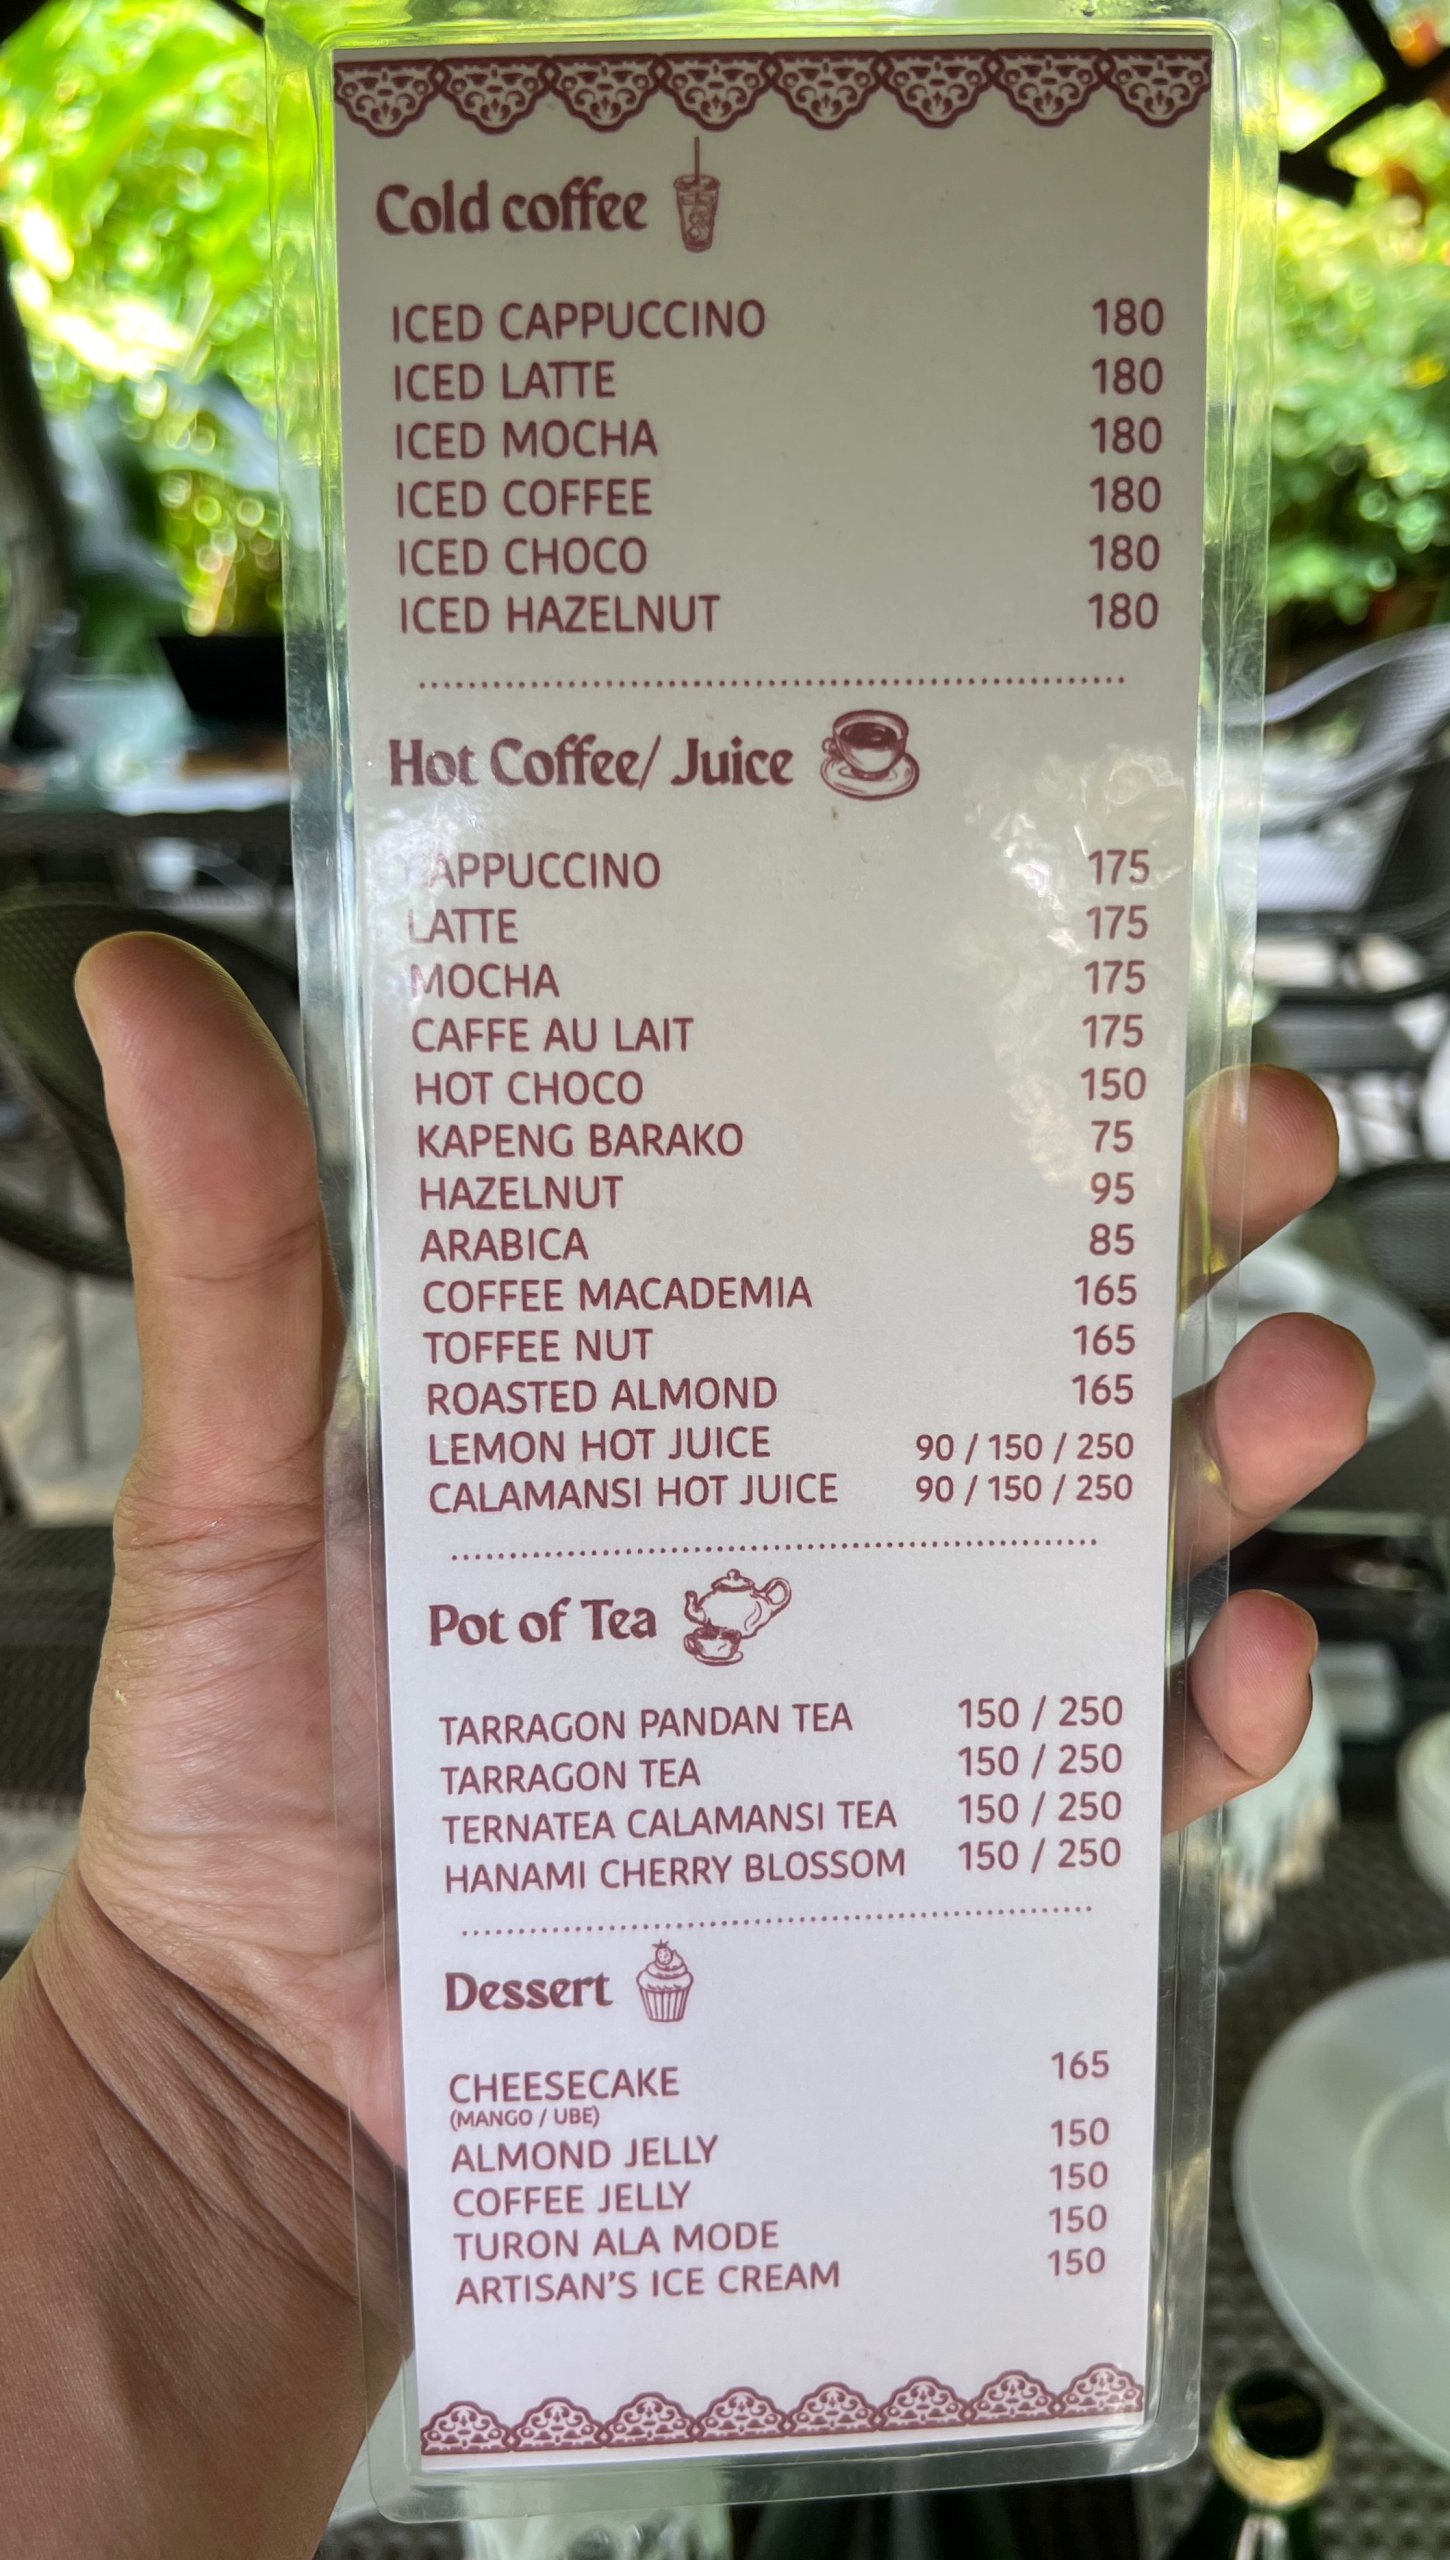 Cold coffee
ICED CAPPUCCINO 180
ICED LATTE 180
ICED MOCHA 180
ICED COFFEE 180
ICED CHOCO 180
ICED HAZELNUT 180
Hot Coffee/ Juice
CAPPUCCINO 175
LATTE 175
MOCHA 175
CAFFE AU LAIT 175
HOT CHOCO 150
KAPENG BARAKO 75
HAZELNUT 95
ARABICA 85
COFFEE MACADEMIA 165
TOFFEE NUT 165
ROASTED ALMOND 165
LEMON HOT JUICE 90 / 150 / 250
CALAMANSI HOT JUICE 90 / 150 / 250
Pot of Tea
TARRAGON PANDAN TEA 150 / 250
TARRAGON TEA 150 / 250
TERNATEA CALAMANSI TEA 150 / 250
HANAMI CHERRY BLOSSOM 150 / 250
Dessert
CHEESECAKE 165
(MANGO / UBE)
ALMOND JELLY 150
COFFEE JELLY 150
TURON ALA MODE 150
ARTISAN'S ICE CREAM 150